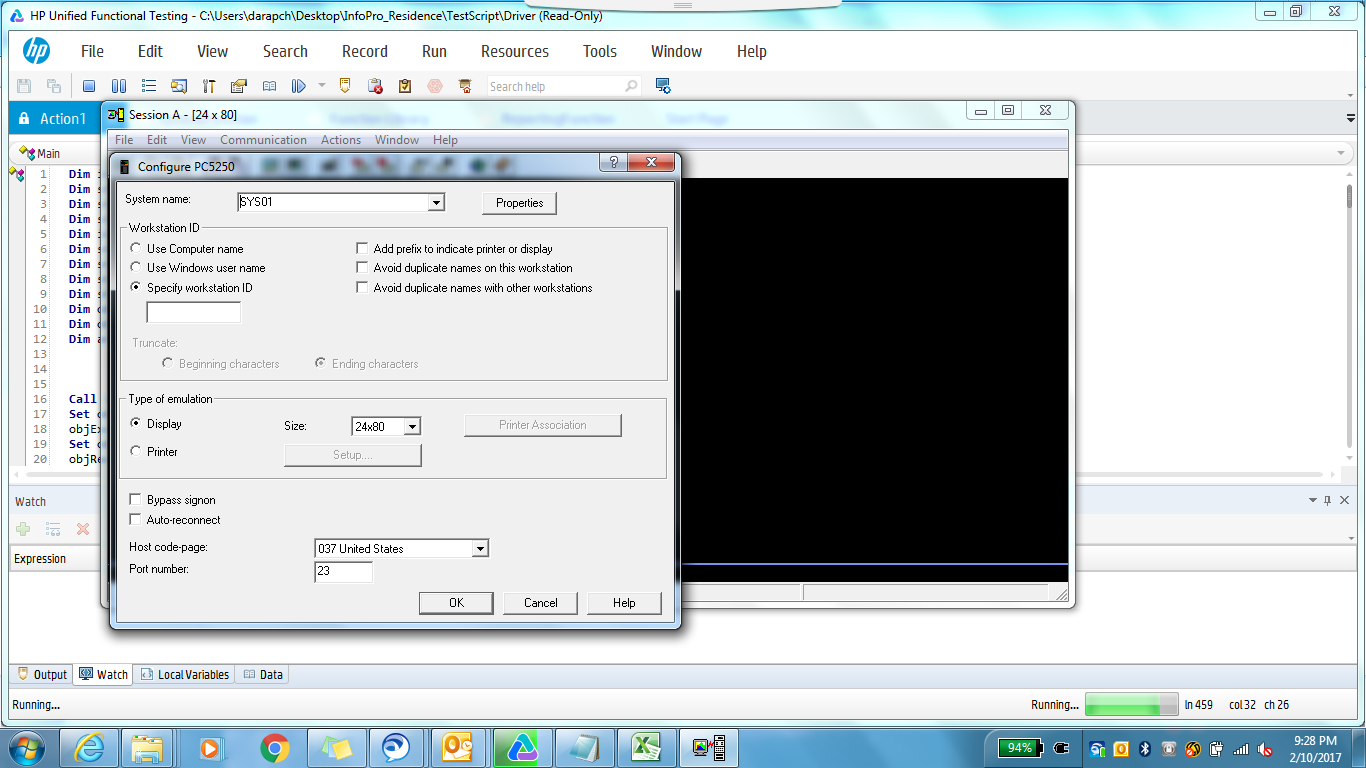 HP Unified Functional Testing - C:\Users\darapch\Desktop\InfoPro_Residence\TestScript\Driver (Read-Only)
hp File Edit View Search Record Run Resources Tools Window Help
Search help
Action1
Main
Session A - [24 x 80]
File Edit View Communication Actions Window Help
Configure PC5250
System name: SYS01 Properties
Workstation ID
Use Computer name Add prefix to indicate printer or display
Use Windows user name Avoid duplicate names on this workstation
Specify workstation ID Avoid duplicate names with other workstations
Truncate:
Beginning characters Ending characters
Type of emulation
Display Size: 24x80 Printer Association
Printer Setup....
Bypass signon
Auto-reconnect
Host code-page: 037 United States
Port number: 23
OK Cancel Help
1 Dim
2 Dim s
3 Dim s
4 Dim s
5 Dim
6 Dim s
7 Dim s
8 Dim s
9 Dim s
10 Dim
11 Dim
12 Dim a
13
14
15
16 Call
17 Set
18 objEx
19 Set
20 objRe
Watch
Expression
Output Watch Local Variables Data
Running... Running... ln 459 col 32 ch 26
94% 9:28 PM
2/10/2017